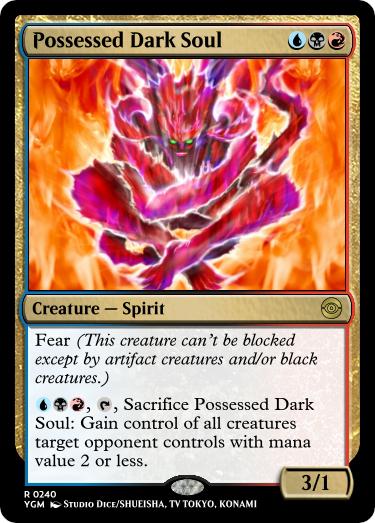 Possessed Dark Soul
Creature — Spirit
Fear (This creature can't be blocked
except by artifact creatures and/or black
creatures.)
, , Sacrifice Possessed Dark
Soul: Gain control of all creatures
target opponent controls with mana
value 2 or less.
3/1
R 0240
YGM Studio Dice/SHUEISHA, TV TOKYO, KONAMI